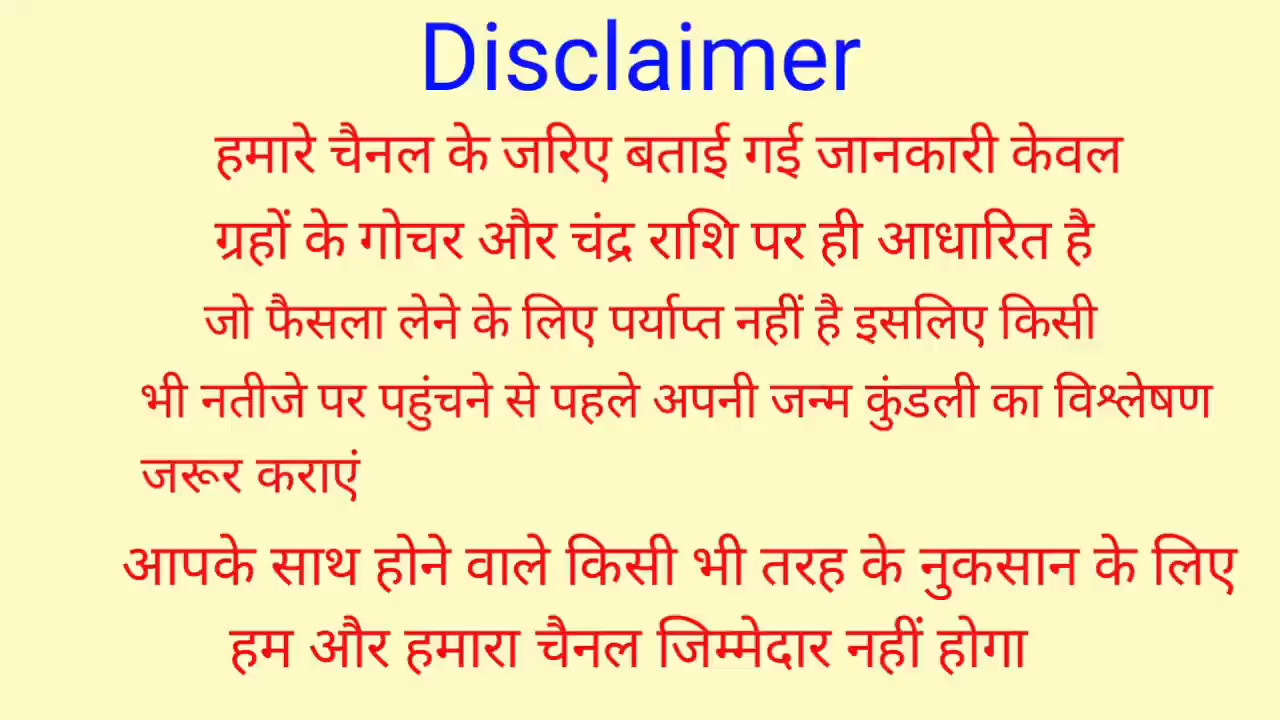 Disclaimer
हमारे चैनल के जरिए बताई गई जानकारी केवल
ग्रहों के गोचर और चंद्र राशि पर ही आधारित है
जो फैसला लेने के लिए पर्याप्त नहीं है इसलिए किसी
भी नतीजे पर पहुंचने से पहले अपनी जन्म कुंडली का विश्लेषण
जरूर कराएं
आपके साथ होने वाले किसी भी तरह के नुकसान के लिए
हम और हमारा चैनल जिम्मेदार नहीं होगा